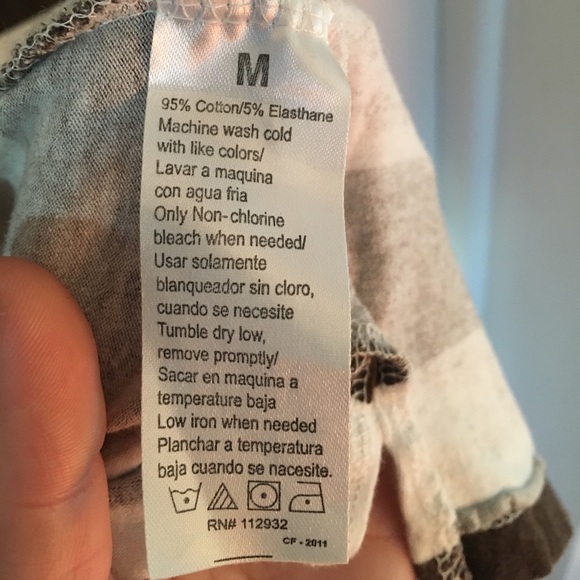 M
95% Cotton/5% Elasthane
Machine wash cold
with like colors/
Lavar a maquina
con agua fria
Only Non-chlorine
bleach when needed/
Usar solamente
blanqueador sin cloro,
cuando se necesite
Tumble dry low,
remove promptly/
Sacar en maquina a
temperature baja
Low iron when needed
Planchar a temperatura
baja cuando se necesite.
RN# 112932
CF - 2011